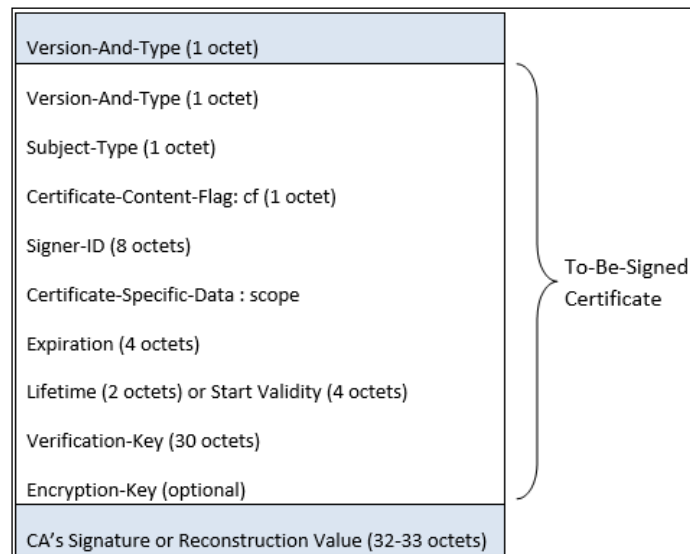 Version-And-Type (1 octet)
Version-And-Type (1 octet)
Subject-Type (1 octet)
Certificate-Content-Flag: cf (1 octet)
Signer-ID (8 octets)
Certificate-Specific-Data : scope
Expiration (4 octets)
Lifetime (2 octets) or Start Validity (4 octets)
Verification-Key (30 octets)
Encryption-Key (optional)
CA's Signature or Reconstruction Value (32-33 octets)
To-Be-Signed
Certificate